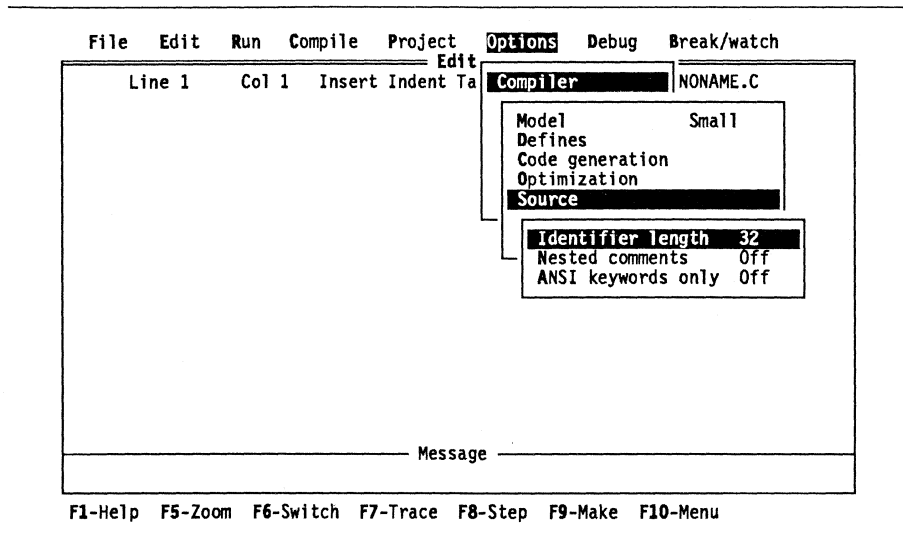 File Edit Run Compile Project Options Debug Break/watch
Edit
Line 1 Col 1 Insert Indent Ta Compiler NONAME.C
Model Small
Defines
Code generation
Optimization
Source
Identifier length 32
Nested comments Off
ANSI keywords only Off
Message
F1-Help F5-Zoom F6-Switch F7-Trace F8-Step F9-Make F10-Menu